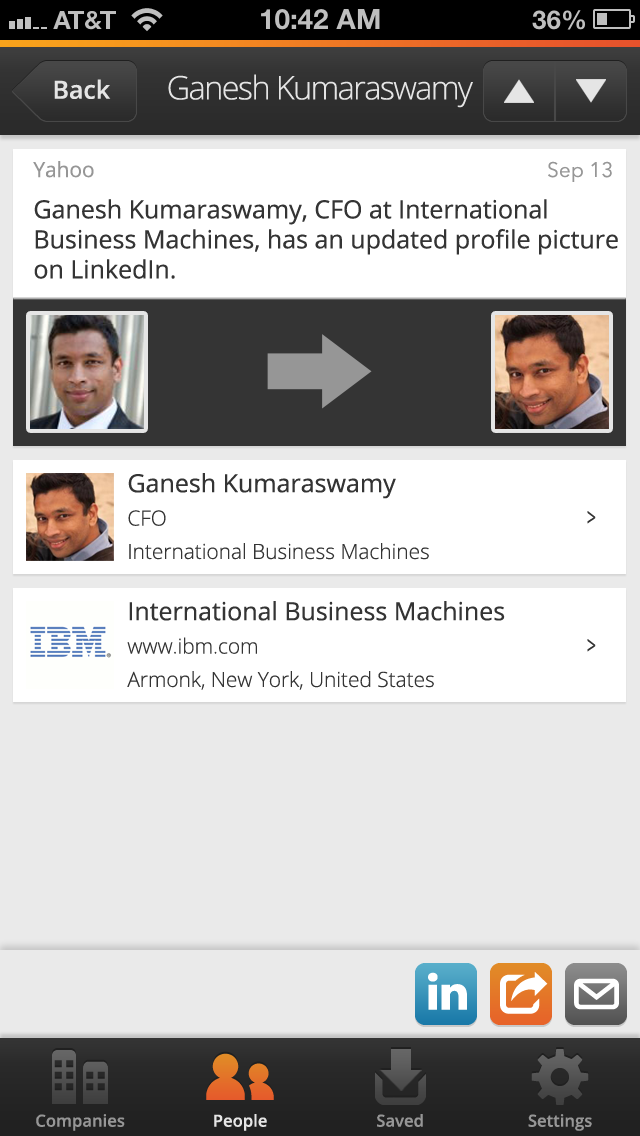 AT&T 10:42 AM 36%
Back Ganesh Kumaraswamy
Yahoo Sep 13
Ganesh Kumaraswamy, CFO at International
Business Machines, has an updated profile picture
on LinkedIn.
Ganesh Kumaraswamy
CFO
International Business Machines
International Business Machines
IBM® www.ibm.com
Armonk, New York, United States
in
Companies People Saved Settings